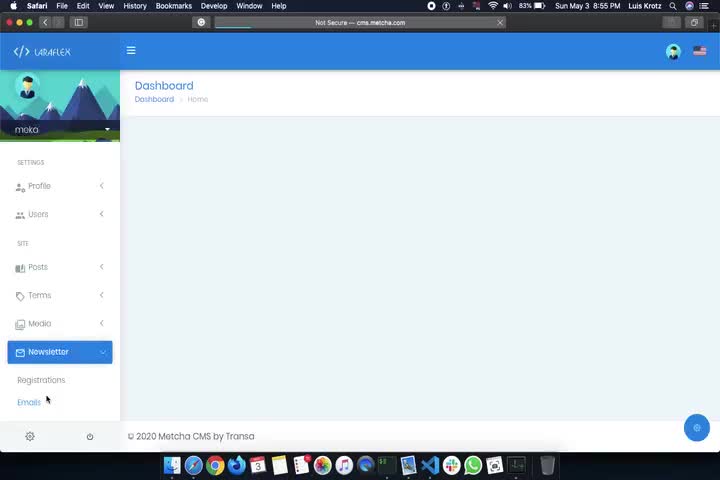 Safari File Edit View History Bookmarks Develop Window Help 83% Sun May 3 8:55 PM Luis Krotz
Not Secure — cms.metcha.com
LARAFLEX
meka
Dashboard
Dashboard > Home
SETTINGS
Profile
Users
SITE
Posts
Terms
Media
Newsletter
Registrations
Emails
© 2020 Metcha CMS by Transa
3